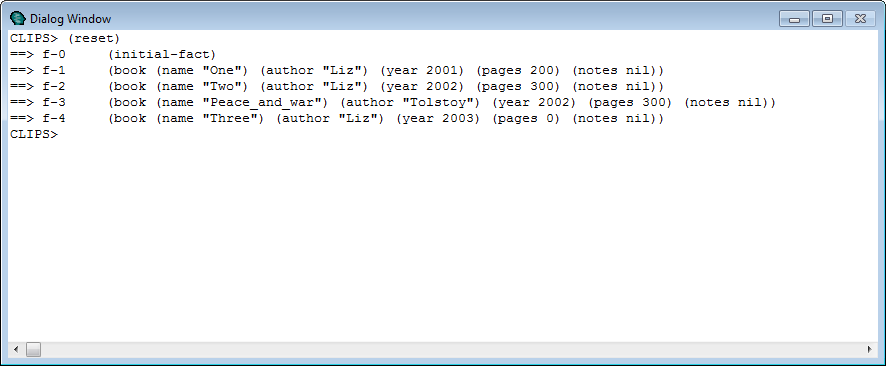 Dialog Window
CLIPS> (reset)
==> f-0     (initial-fact)
==> f-1     (book (name "One") (author "Liz") (year 2001) (pages 200) (notes nil))
==> f-2     (book (name "Two") (author "Liz") (year 2002) (pages 300) (notes nil))
==> f-3     (book (name "Peace_and_war") (author "Tolstoy") (year 2002) (pages 300) (notes nil))
==> f-4     (book (name "Three") (author "Liz") (year 2003) (pages 0) (notes nil))
CLIPS>